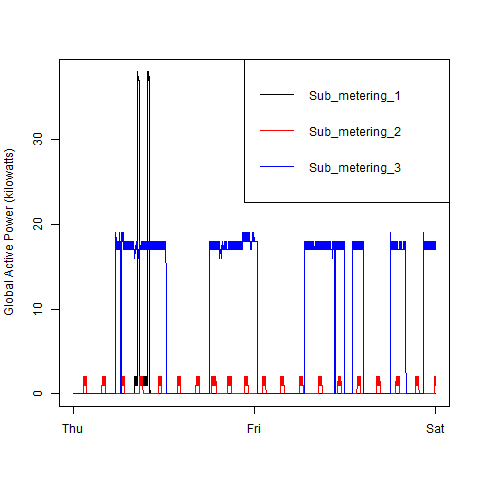 Sub_metering_1
Sub_metering_2
Sub_metering_3
Global Active Power (kilowatts)
30
20
10
0
Thu Fri Sat